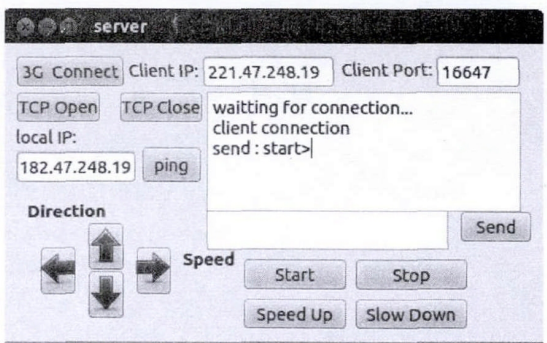 server
3G Connect Client IP: 221.47.248.19 Client Port: 16647
TCP Open TCP Close
waitting for connection...
client connection
send : start>
local IP:
182.47.248.19 ping
Send
Direction
Speed
Start Stop
Speed Up Slow Down